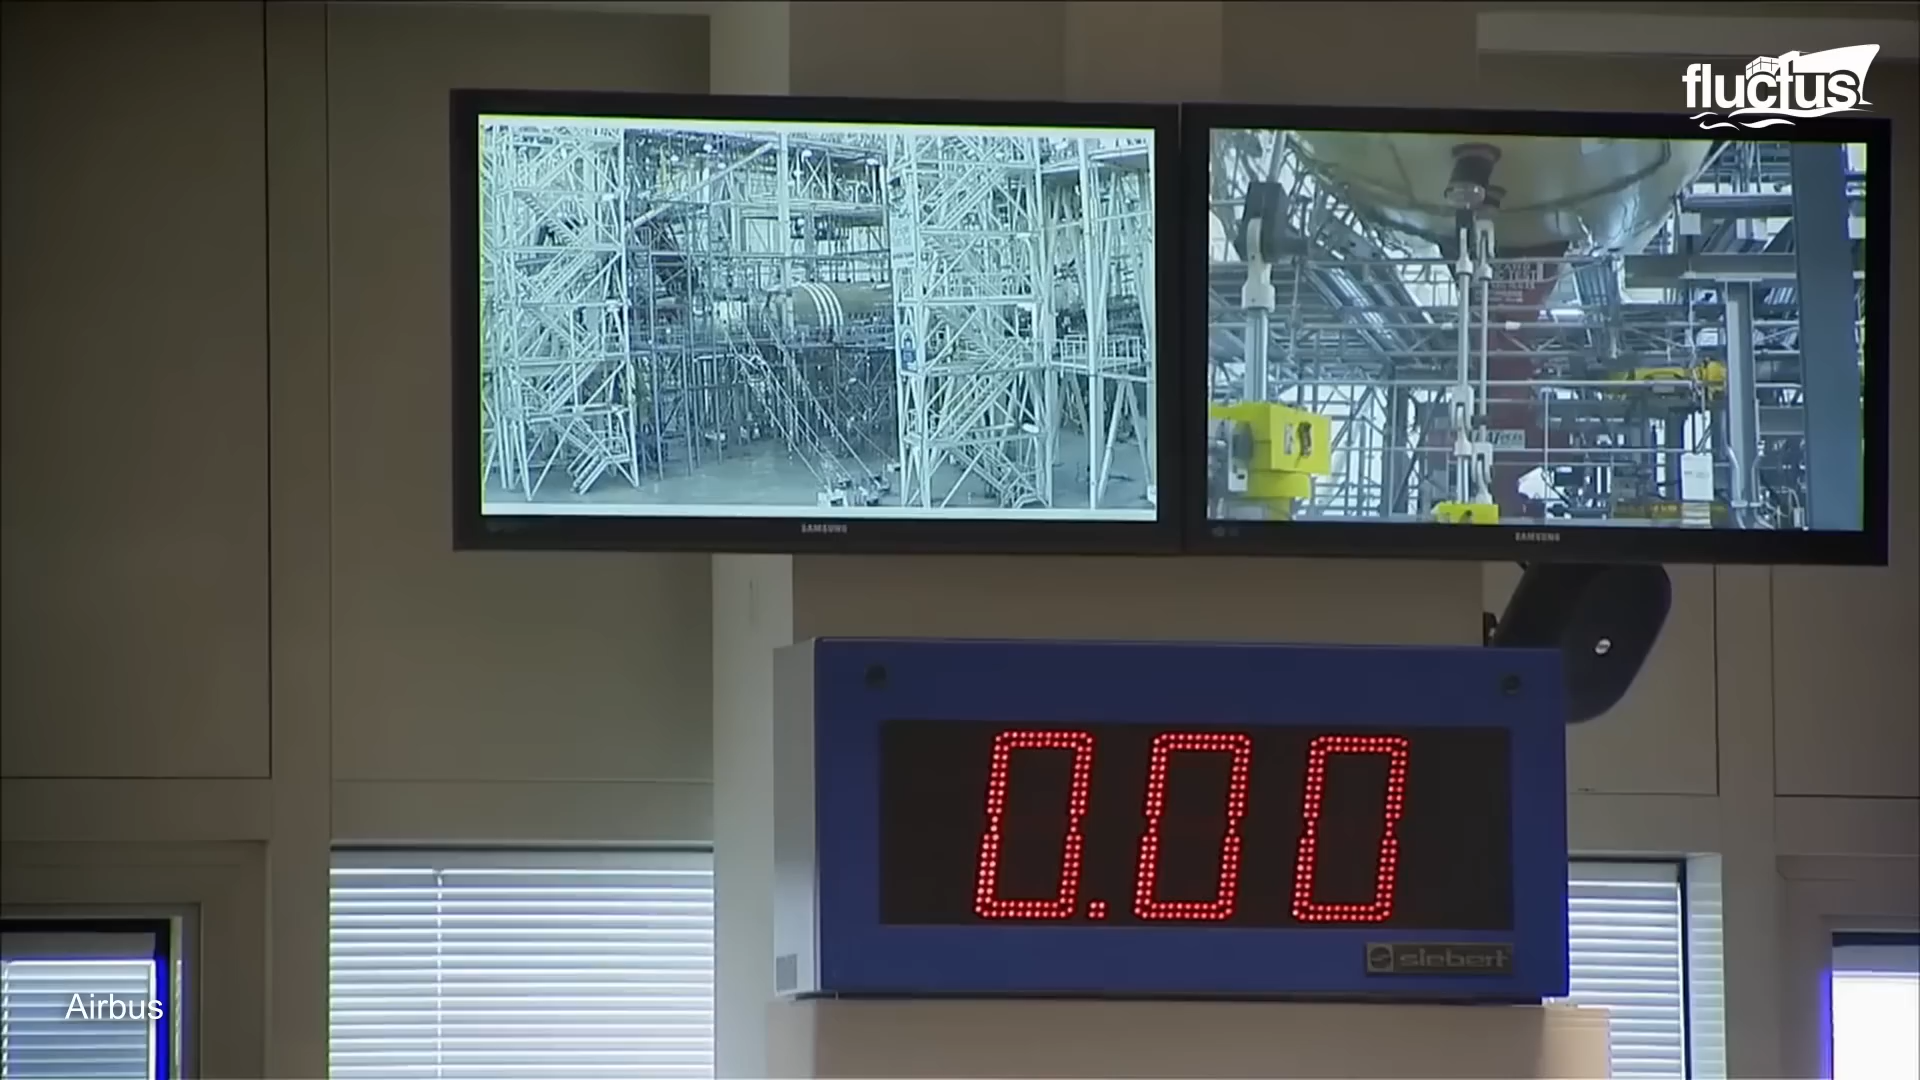 fluctus
SAMSUNG
SAMSUNG
0.00
siebert
Airbus